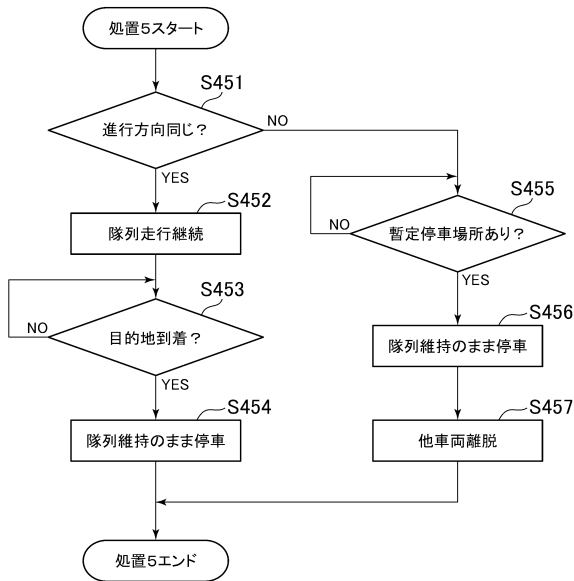 処置5スタート
S451
進行方向同じ？
NO
YES
S452
隊列走行継続
S453
目的地到着？
NO
YES
S454
隊列維持のまま停車
S455
暫定停車場所あり？
NO
YES
S456
隊列維持のまま停車
S457
他車両離脱
処置5エンド